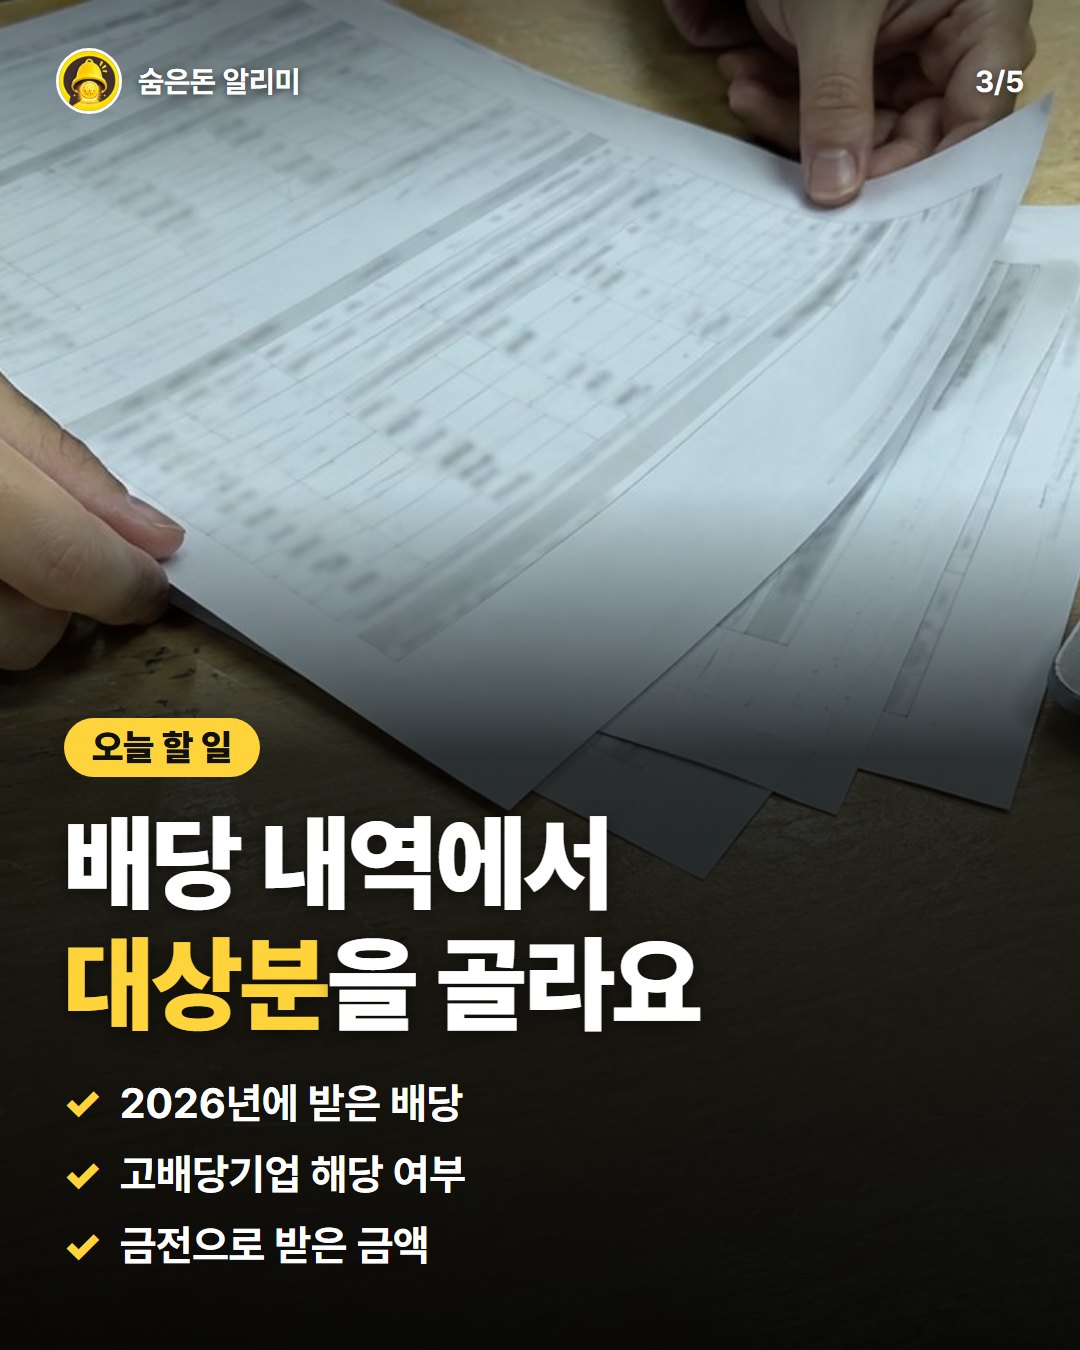 숨은돈 알리미
3/5
오늘 할 일
배당 내역에서
대상분을 골라요
2026년에 받은 배당
고배당기업 해당 여부
금전으로 받은 금액